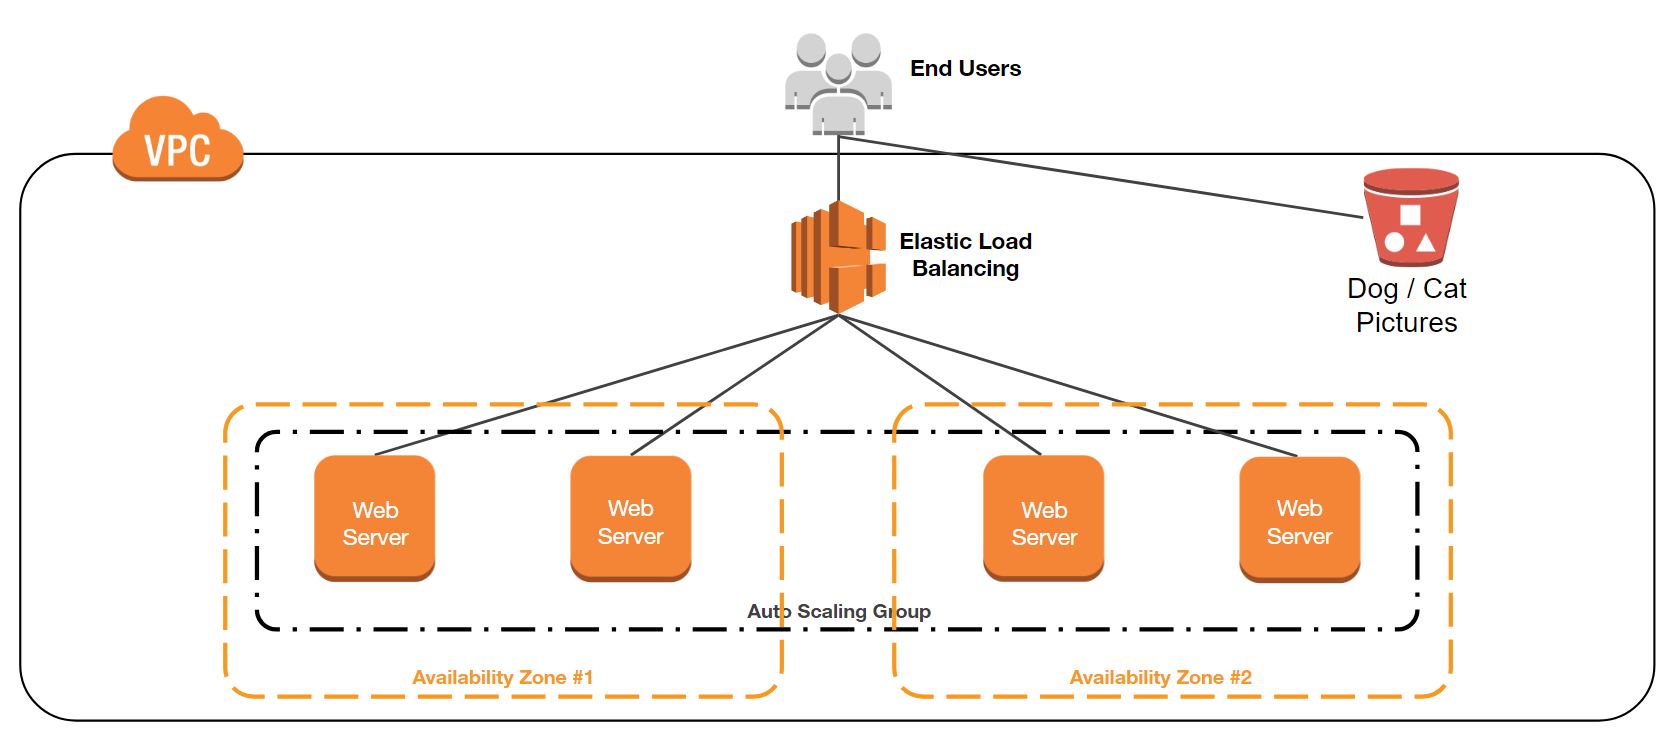 End Users
VPC
Elastic Load
Balancing
Dog / Cat
Pictures
Web
Server
Web
Server
Web
Server
Web
Server
Auto Scaling Group
Availability Zone #1
Availability Zone #2